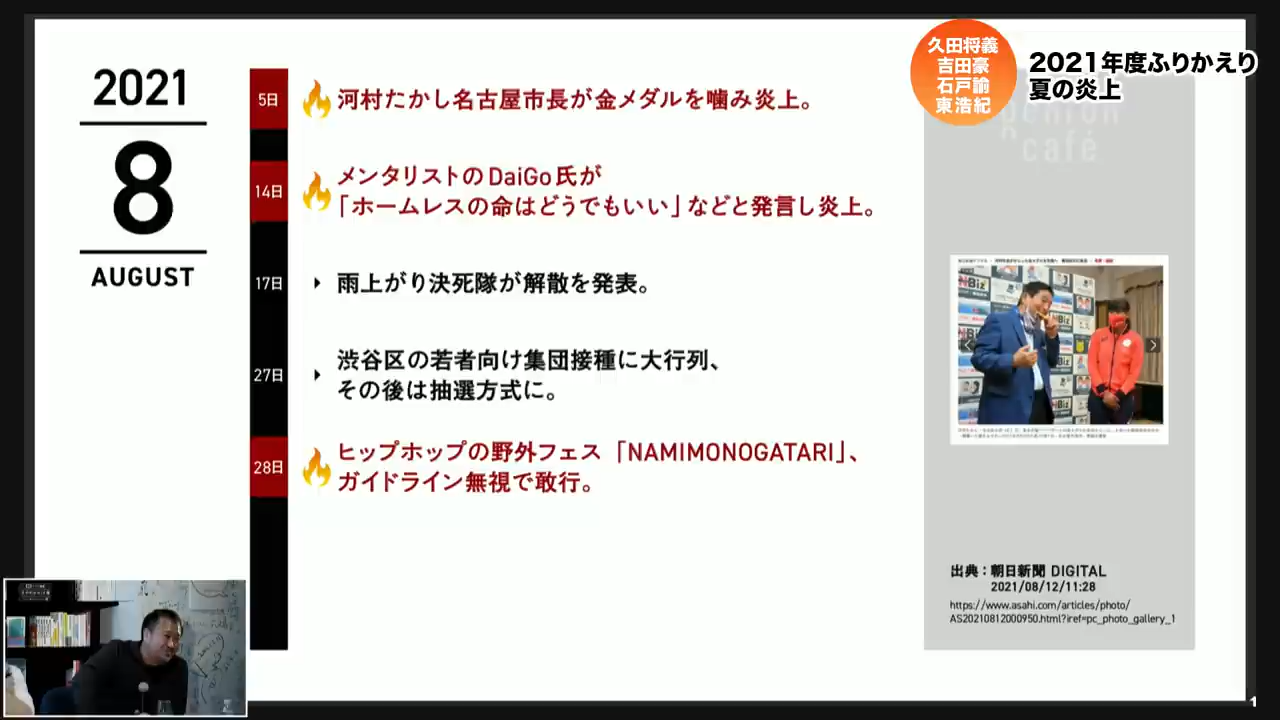 2021
8
AUGUST
5日
河村たかし名古屋市長が金メダルを噛み炎上。
14日
メンタリストのDaiGo氏が
「ホームレスの命はどうでもいい」などと発言し炎上。
17日
雨上がり決死隊が解散を発表。
27日
渋谷区の若者向け集団接種に大行列、
その後は抽選方式に。
28日
ヒップホップの野外フェス「NAMIMONOGATARI」、
ガイドライン無視で敢行。
久田将義
吉田豪
石戸諭
東浩紀
2021年度ふりかえり
夏の炎上
genron
café
NBiz
出典：朝日新聞 DIGITAL
2021/08/12/11:28
https://www.asahi.com/articles/photo/
AS20210812000950.html?iref=pc_photo_gallery_1
1